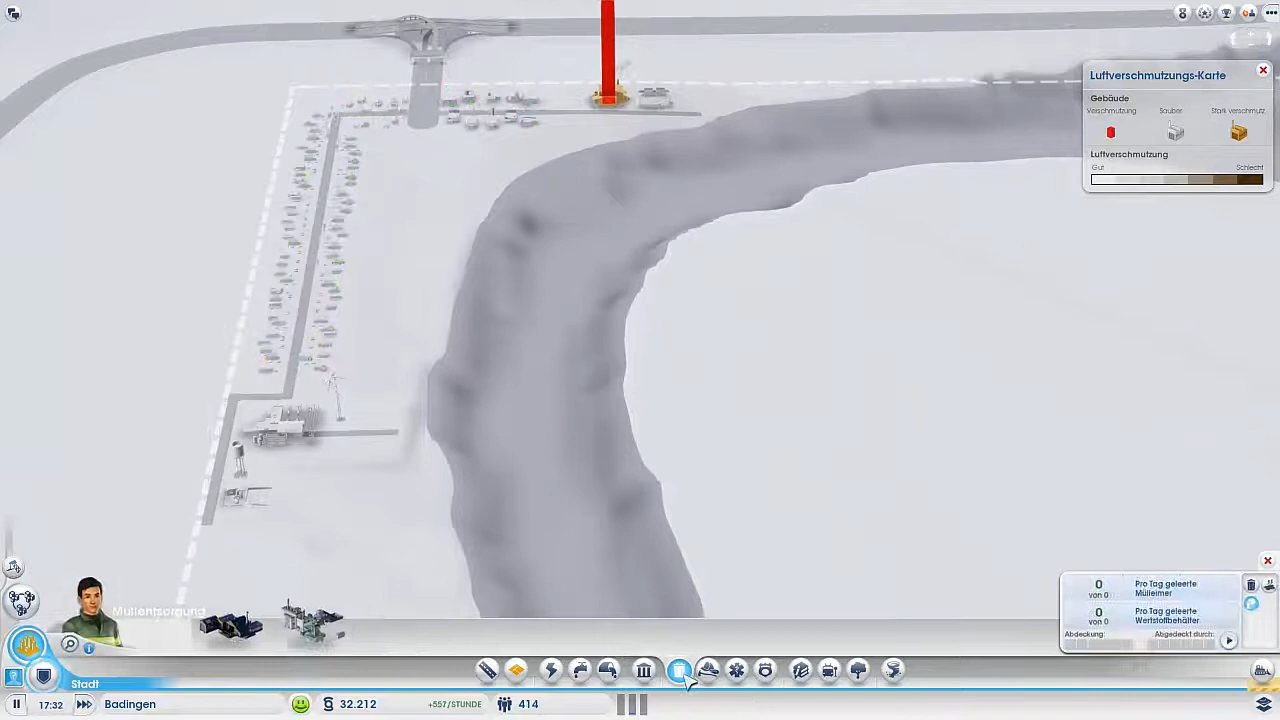 Luftverschmutzungs-Karte
Gebäude
Verschmutzung Sauber Stark verschmutz
Luftverschmutzung
Gut Schlecht
Müllentsorgung
0 von 0 Pro Tag geleerte Mülleimer
0 von 0 Pro Tag geleerte Wertstoffbehälter
Abdeckung: Abgedeckt durch:
Stadt
17:32 Badingen 32.212 +557/STUNDE 414